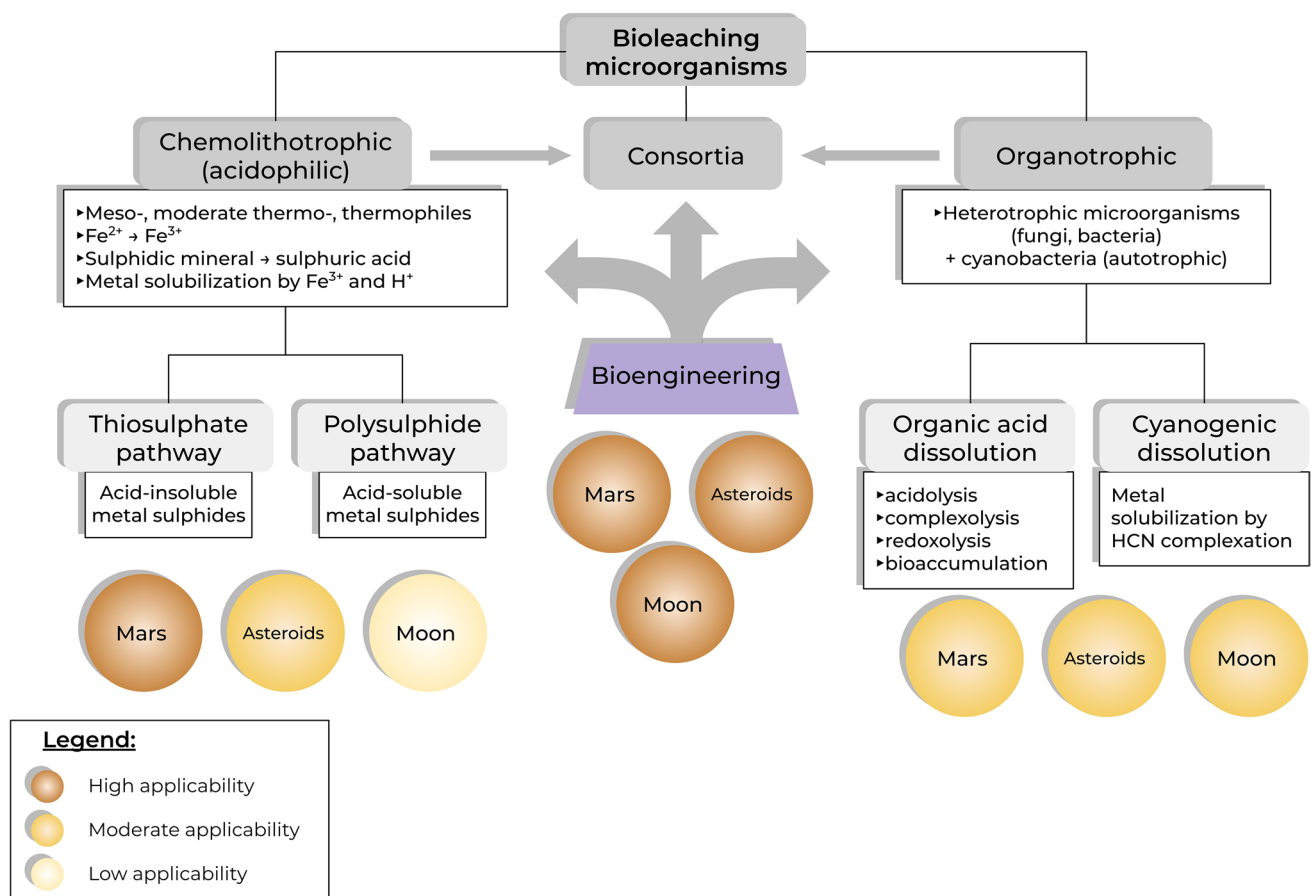 Bioleaching
microorganisms
Chemolithotrophic
(acidophilic)
Consortia
Organotrophic
▸Meso-, moderate thermo-, thermophiles
▸Fe²⁺ → Fe³⁺
▸Sulphidic mineral → sulphuric acid
▸Metal solubilization by Fe³⁺ and H⁺
▸Heterotrophic microorganisms
(fungi, bacteria)
+ cyanobacteria (autotrophic)
Bioengineering
Thiosulphate
pathway
Acid-insoluble
metal sulphides
Polysulphide
pathway
Acid-soluble
metal sulphides
Organic acid
dissolution
▸acidolysis
▸complexolysis
▸redoxolysis
▸bioaccumulation
Cyanogenic
dissolution
Metal
solubilization by
HCN complexation
Mars
Asteroids
Moon
Mars
Asteroids
Moon
Mars
Asteroids
Moon
Legend:
High applicability
Moderate applicability
Low applicability